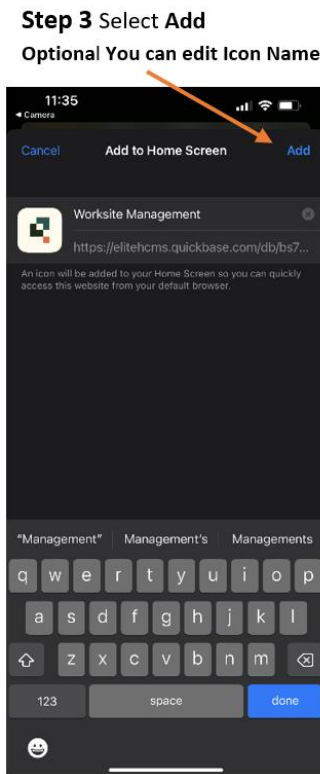 Step 3 Select Add
Optional You can edit Icon Name
11:35
◀ Camera
Cancel Add to Home Screen Add
Worksite Management
https://elitehcms.quickbase.com/db/bs7...
An icon will be added to your Home Screen so you can quickly
access this website from your default browser.
“Management” Management's Managements
q w e r t y u i o p
a s d f g h j k l
z x c v b n m
123 space done